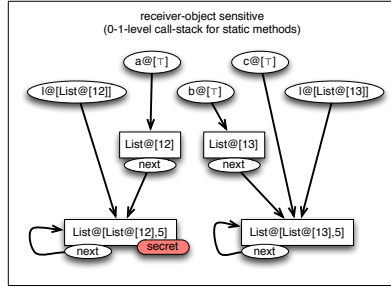 receiver-object sensitive
(0-1-level call-stack for static methods)
a@[⊤]
c@[⊤]
l@[List@[12]]
b@[⊤]
l@[List@[13]]
List@[12]
List@[13]
next
next
List@[List@[12],5]
List@[List@[13],5]
next
secret
next